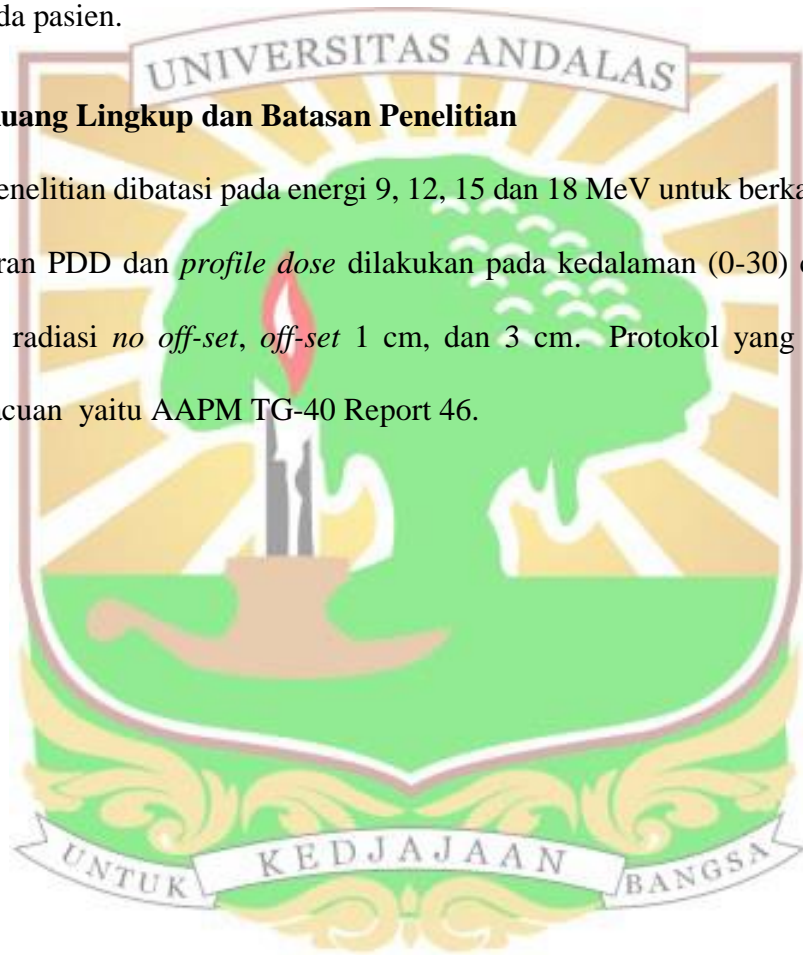 da pasien.
UNIVERSITAS ANDALAS
uang Lingkup dan Batasan Penelitian
enelitian dibatasi pada energi 9, 12, 15 dan 18 MeV untuk berka
ran PDD dan profile dose dilakukan pada kedalaman (0-30)
radiasi no off-set, off-set 1 cm, dan 3 cm. Protokol yang
acuan yaitu AAPM TG-40 Report 46.
UNTUK KEDJAJAAN BANGSA